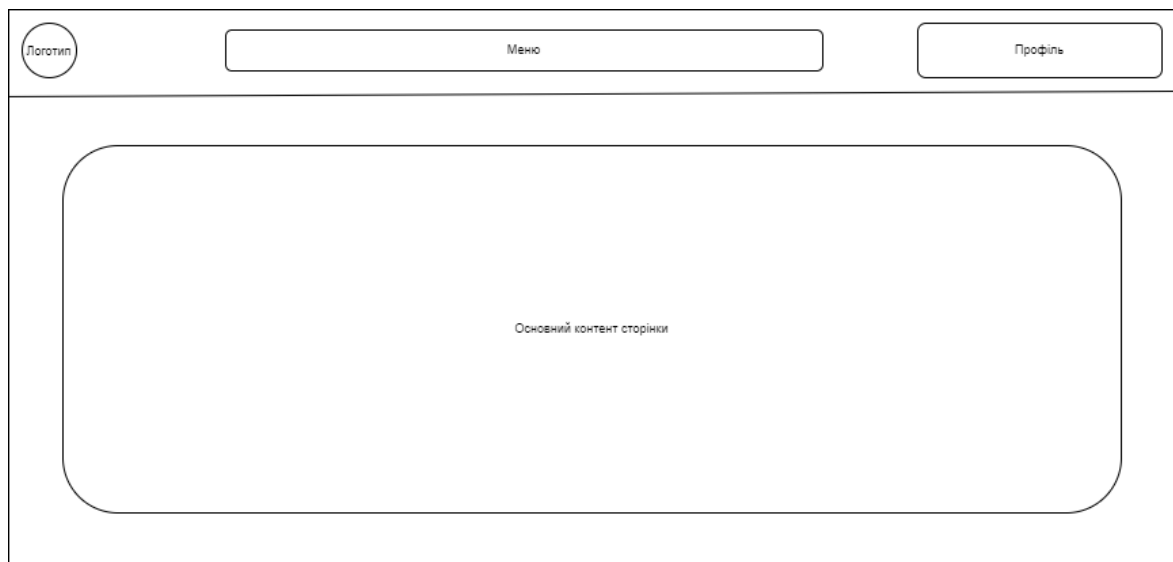 Логотип
Меню
Профіль
Основний контент сторінки